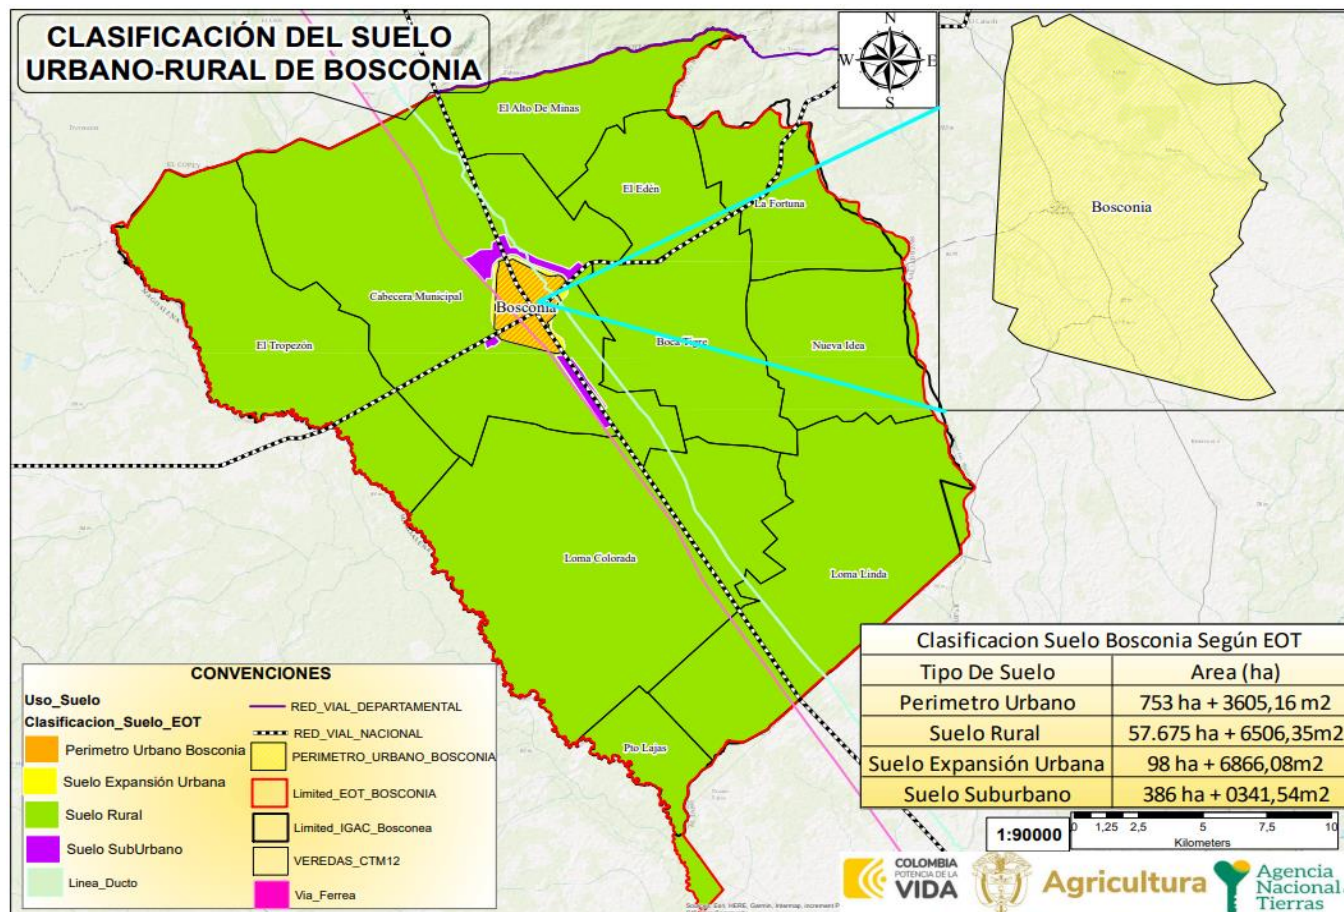 CLASIFICACIÓN DEL SUELO
URBANO-RURAL DE BOSCONIA
N
W E
S
El Alto De Minas
EL COPEY
El Edén
La Fortuna
Bosconia
Cabecera Municipal
Bosconia
MAGDALENA
El Tropezón
Boca Tigre
Nueva Idea
Loma Colorada
Loma Linda
Pto Lajas
CONVENCIONES
Uso_Suelo
Clasificacion_Suelo_EOT
Perimetro Urbano Bosconia
Suelo Expansión Urbana
Suelo Rural
Suelo SubUrbano
Linea_Ducto
RED_VIAL_DEPARTAMENTAL
RED_VIAL_NACIONAL
PERIMETRO_URBANO_BOSCONIA
Limited_EOT_BOSCONIA
Limited_IGAC_Bosconea
VEREDAS_CTM12
Via_Ferrea
Clasificacion Suelo Bosconia Según EOT
Tipo De Suelo Area (ha)
Perimetro Urbano 753 ha + 3605,16 m2
Suelo Rural 57.675 ha + 6506,35m2
Suelo Expansión Urbana 98 ha + 6866,08m2
Suelo Suburbano 386 ha + 0341,54m2
1:90000
0 1,25 2,5 5 7,5 10
Kilometers
COLOMBIA
POTENCIA DE LA
VIDA
Agricultura
Agencia
Nacional
Tierras